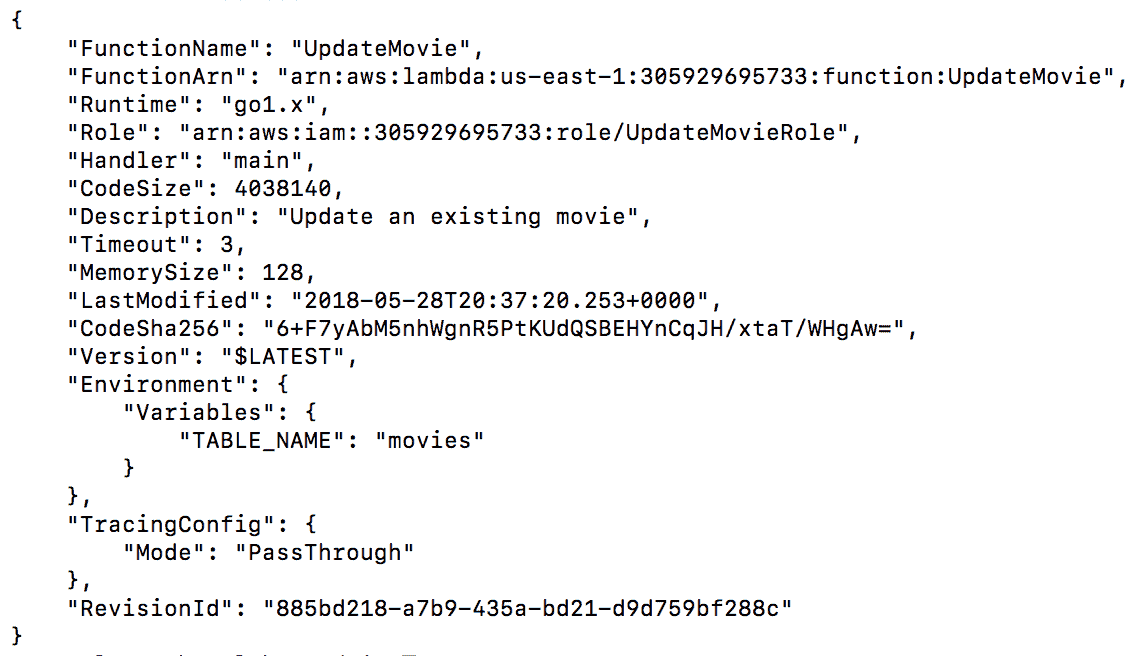 {
    "FunctionName": "UpdateMovie",
    "FunctionArn": "arn:aws:lambda:us-east-1:305929695733:function:UpdateMovie",
    "Runtime": "go1.x",
    "Role": "arn:aws:iam::305929695733:role/UpdateMovieRole",
    "Handler": "main",
    "CodeSize": 4038140,
    "Description": "Update an existing movie",
    "Timeout": 3,
    "MemorySize": 128,
    "LastModified": "2018-05-28T20:37:20.253+0000",
    "CodeSha256": "6+F7yAbM5nhWgnR5PtKUdQSBEHYnCqJH/xtaT/WHgAw=",
    "Version": "$LATEST",
    "Environment": {
        "Variables": {
            "TABLE_NAME": "movies"
        }
    },
    "TracingConfig": {
        "Mode": "PassThrough"
    },
    "RevisionId": "885bd218-a7b9-435a-bd21-d9d759bf288c"
}